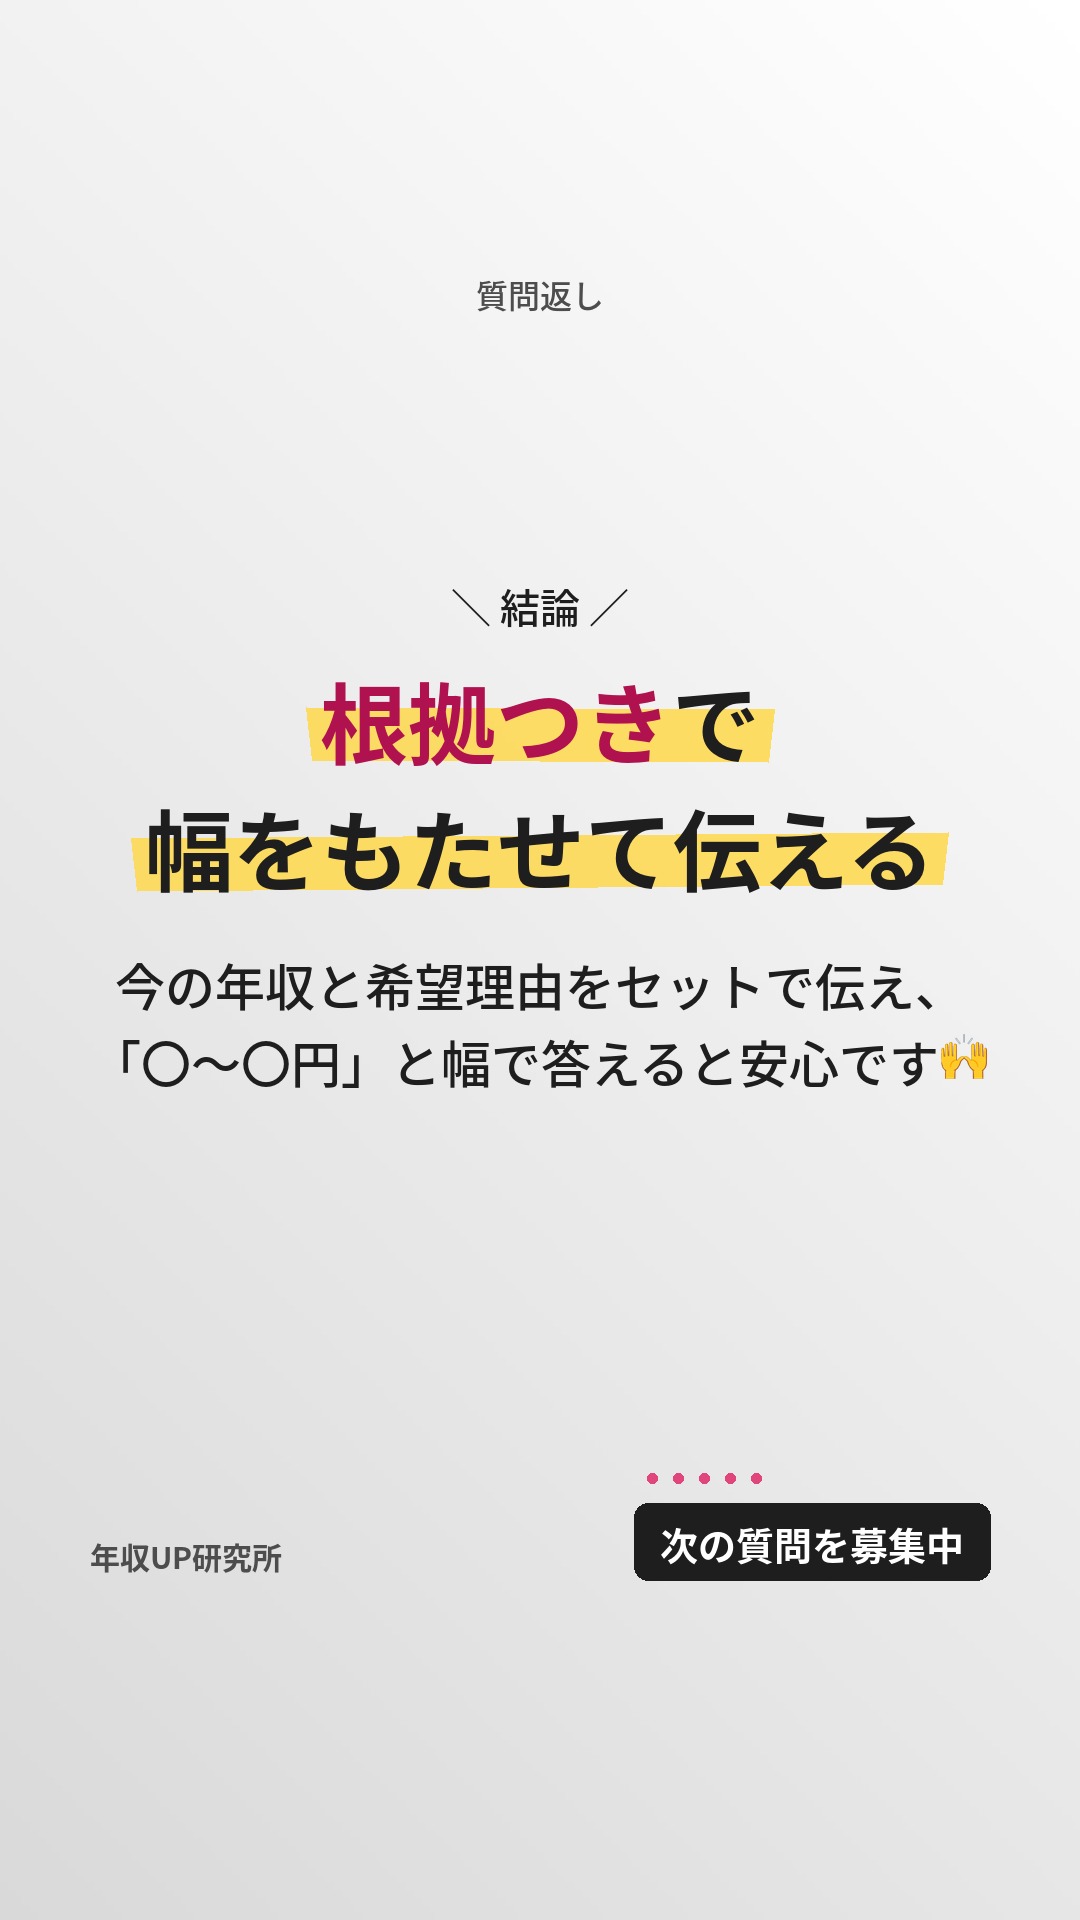 質問返し
＼ 結論 ／
根拠つきで
幅をもたせて伝える
今の年収と希望理由をセットで伝え、
「〇〜〇円」と幅で答えると安心です🙌
次の質問を募集中
年収UP研究所